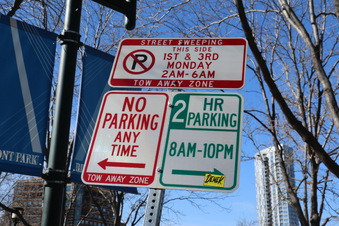 STREET SWEEPING
THIS SIDE
1ST & 3RD
MONDAY
2AM-6AM
TOW AWAY ZONE
NO
PARKING
ANY
TIME
TOW AWAY ZONE
2 HR
PARKING
8AM-10PM
ONT PARK